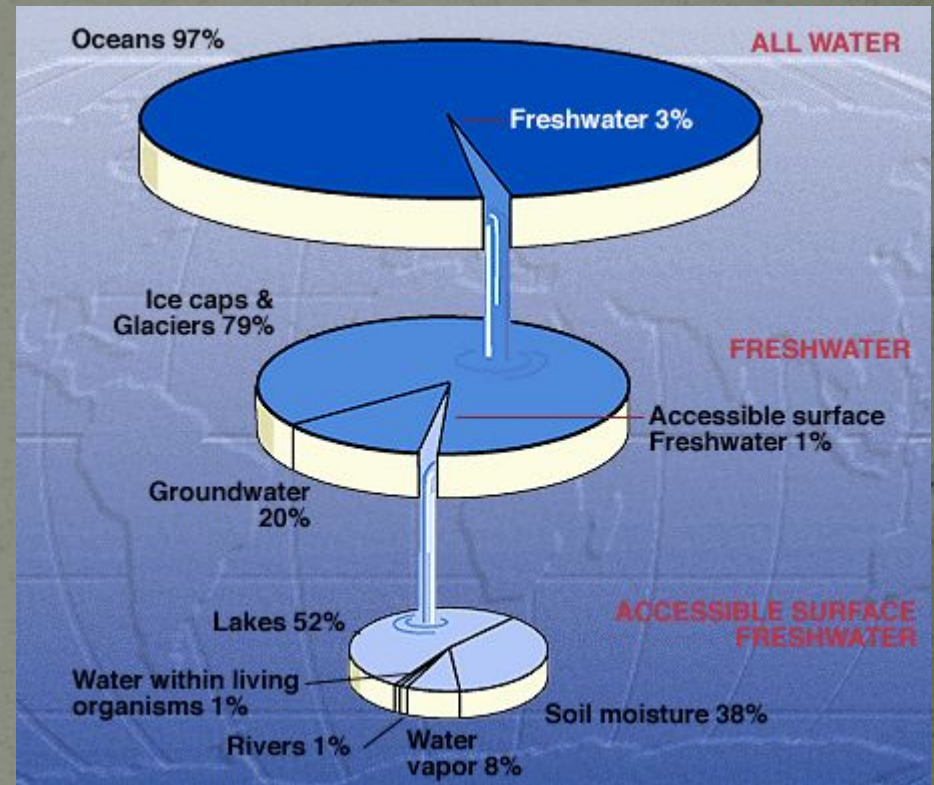 Oceans 97%
ALL WATER
Freshwater 3%
Ice caps &
Glaciers 79%
FRESHWATER
Accessible surface
Freshwater 1%
Groundwater
20%
Lakes 52%
ACCESSIBLE SURFACE
FRESHWATER
Water within living
organisms 1%
Rivers 1%
Water
vapor 8%
Soil moisture 38%